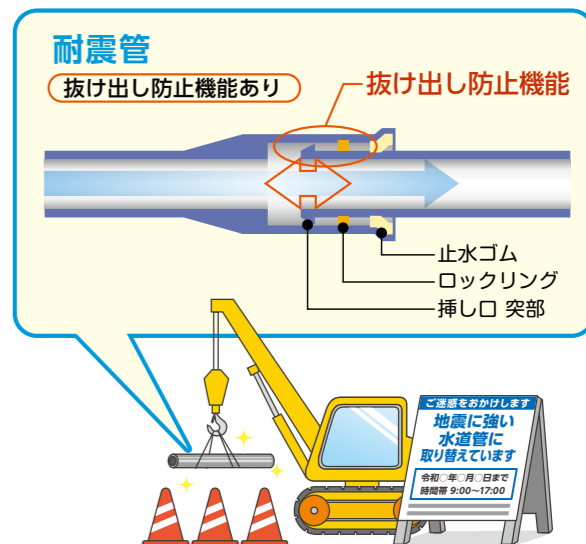 耐震管
抜け出し防止機能あり
抜け出し防止機能
止水ゴム
ロックリング
挿し口 突部
ご迷惑をおかけします
地震に強い
水道管に
取り替えています
令和○年○月○日まで
時間帯 9:00〜17:00